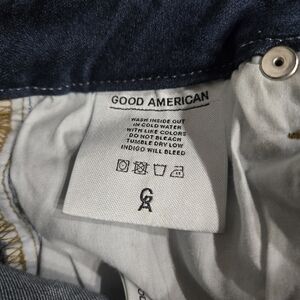 GOOD AMERICAN
WASH INSIDE OUT
IN COLD WATER
WITH LIKE COLORS
DO NOT BLEACH
TUMBLE DRY LOW
INDIGO WILL BLEED
GA